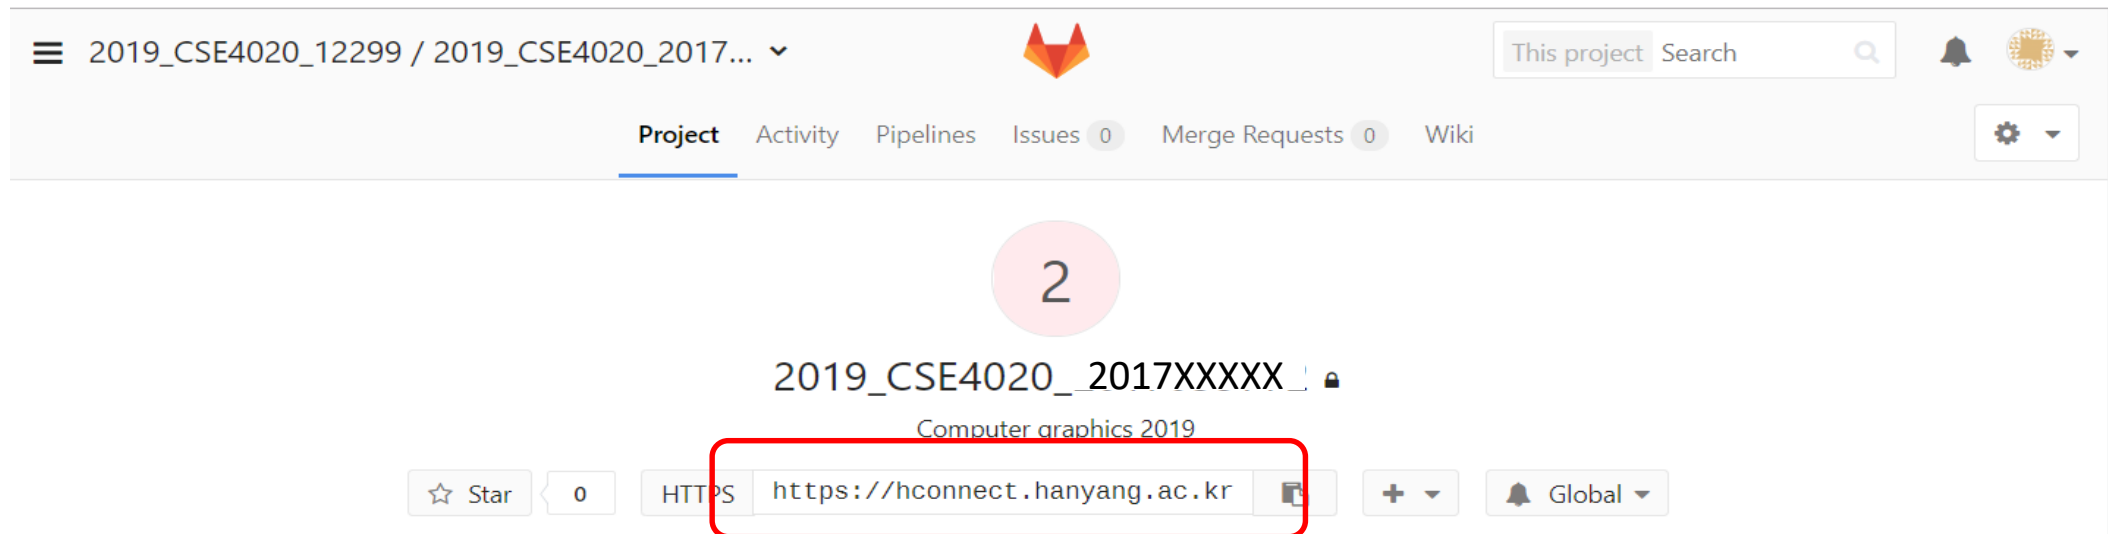 2019_CSE4020_12299 / 2019_CSE4020_2017...
This project Search
Project Activity Pipelines Issues 0 Merge Requests 0 Wiki
2
2019_CSE4020_2017XXXXX
Computer graphics 2019
Star 0 HTTPS https://hconnect.hanyang.ac.kr Global